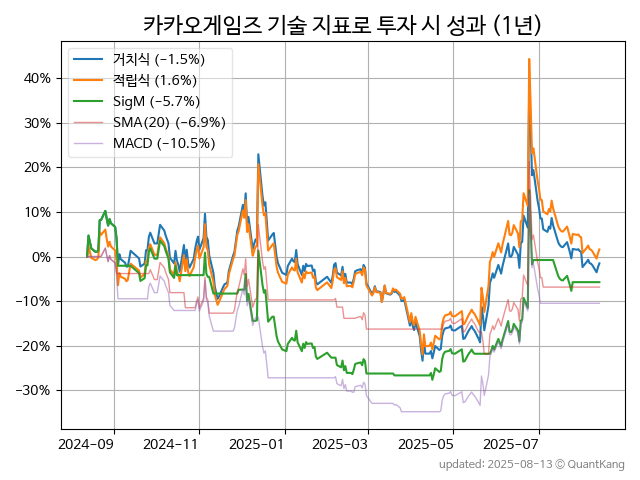 카카오게임즈 기술 지표로 투자 시 성과 (1년)
거치식 (−1.5%)
적립식 (1.6%)
SigM (−5.7%)
SMA(20) (−6.9%)
MACD (−10.5%)
40%
30%
20%
10%
0%
−10%
−20%
−30%
2024-09
2024-11
2025-01
2025-03
2025-05
2025-07
updated: 2025-08-13 © QuantKang